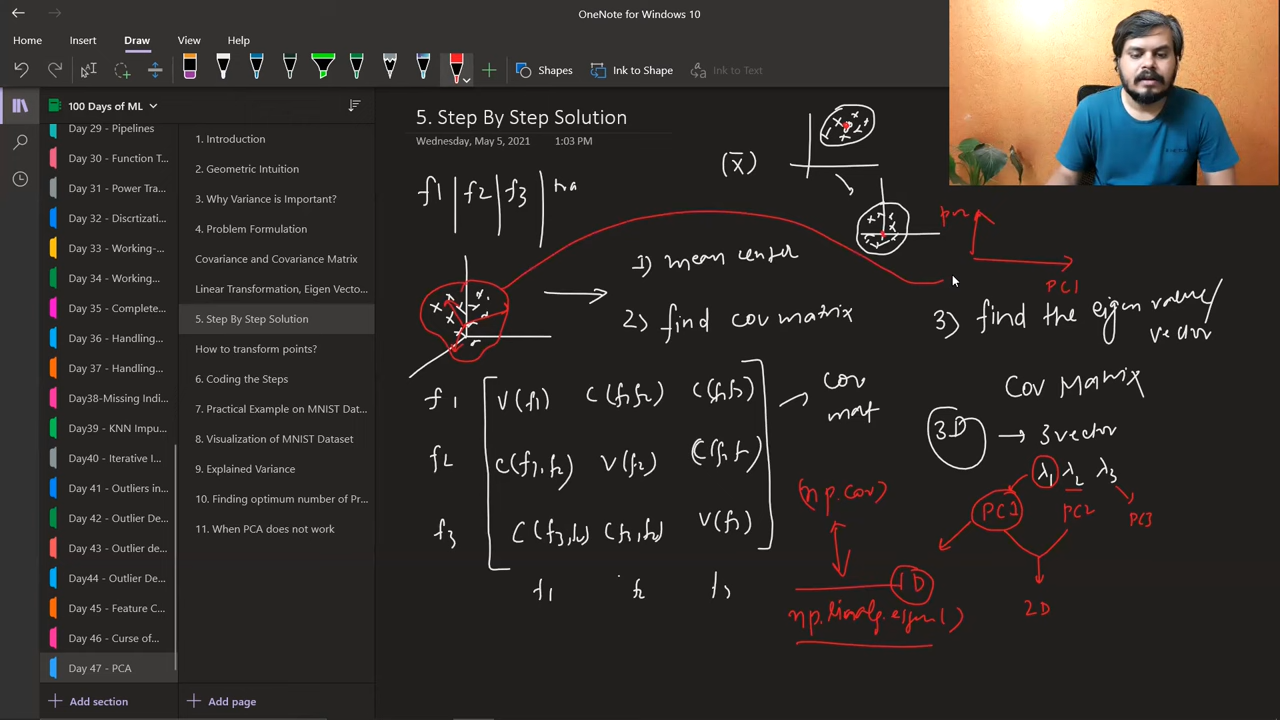 OneNote for Windows 10
Home Insert Draw View Help
Shapes Ink to Shape Ink to Text
100 Days of ML
Day 29 - Pipelines
Day 30 - Function T...
Day 31 - Power Tra...
Day 32 - Discrtizati...
Day 33 - Working-...
Day 34 - Working...
Day 35 - Complete...
Day 36 - Handling...
Day 37 - Handling...
Day38-Missing Indi...
Day39 - KNN Impu...
Day40 - Iterative I...
Day 41 - Outliers in...
Day 42 - Outlier De...
Day 43 - Outlier de...
Day44 - Outlier De...
Day 45 - Feature C...
Day 46 - Curse of...
Day 47 - PCA
Add section
1. Introduction
2. Geometric Intuition
3. Why Variance is Important?
4. Problem Formulation
Covariance and Covariance Matrix
Linear Transformation, Eigen Vecto...
5. Step By Step Solution
How to transform points?
6. Coding the Steps
7. Practical Example on MNIST Dat...
8. Visualization of MNIST Dataset
9. Explained Variance
10. Finding optimum number of Pr...
11. When PCA does not work
Add page
5. Step By Step Solution
Wednesday, May 5, 2021 1:03 PM
f1 | f2 | f3 |
(x̄)
1) mean center
2) find cov matrix
PC1
3) find the eigen value/
vector
f1 V(f1) C(f1f2) C(f1f3)
cov
mat
f2 V(f2)
f3 V(f3)
f1 f2 f3
Cov Matrix
3D → 3 vector
λ1 λ2 λ3
PC1 PC2 PC3
2D
(np.cov)
1D
np.linalg.eigen()